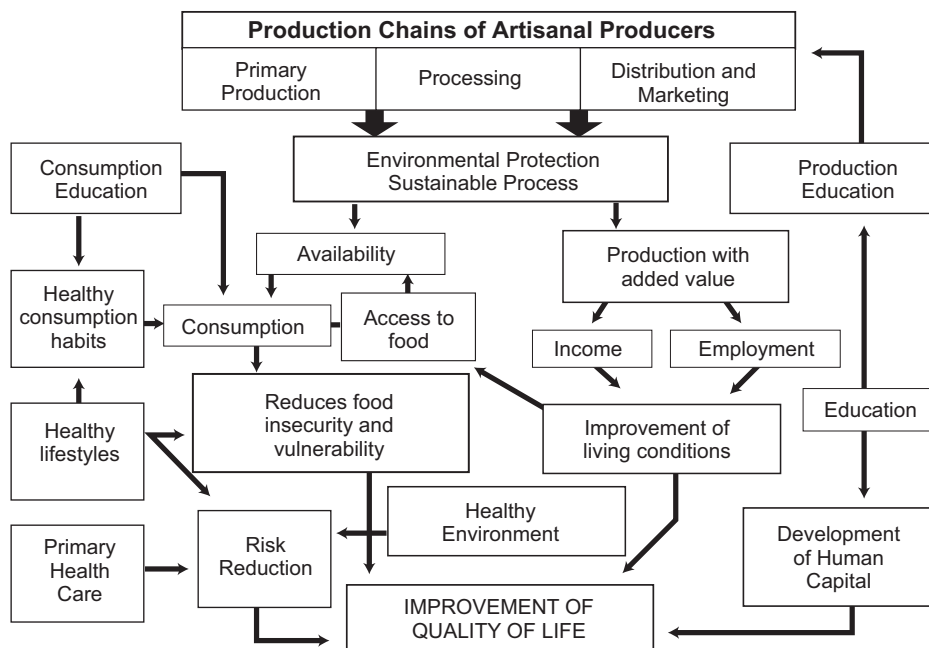 Production Chains of Artisanal Producers
Primary
Production
Processing
Distribution and
Marketing
Consumption
Education
Environmental Protection
Sustainable Process
Production
Education
Availability
Production with
added value
Healthy
consumption
habits
Consumption
Access to
food
Income
Employment
Healthy
lifestyles
Reduces food
insecurity and
vulnerability
Improvement of
living conditions
Education
Primary
Health
Care
Risk
Reduction
Healthy
Environment
Development
of Human
Capital
IMPROVEMENT OF
QUALITY OF LIFE